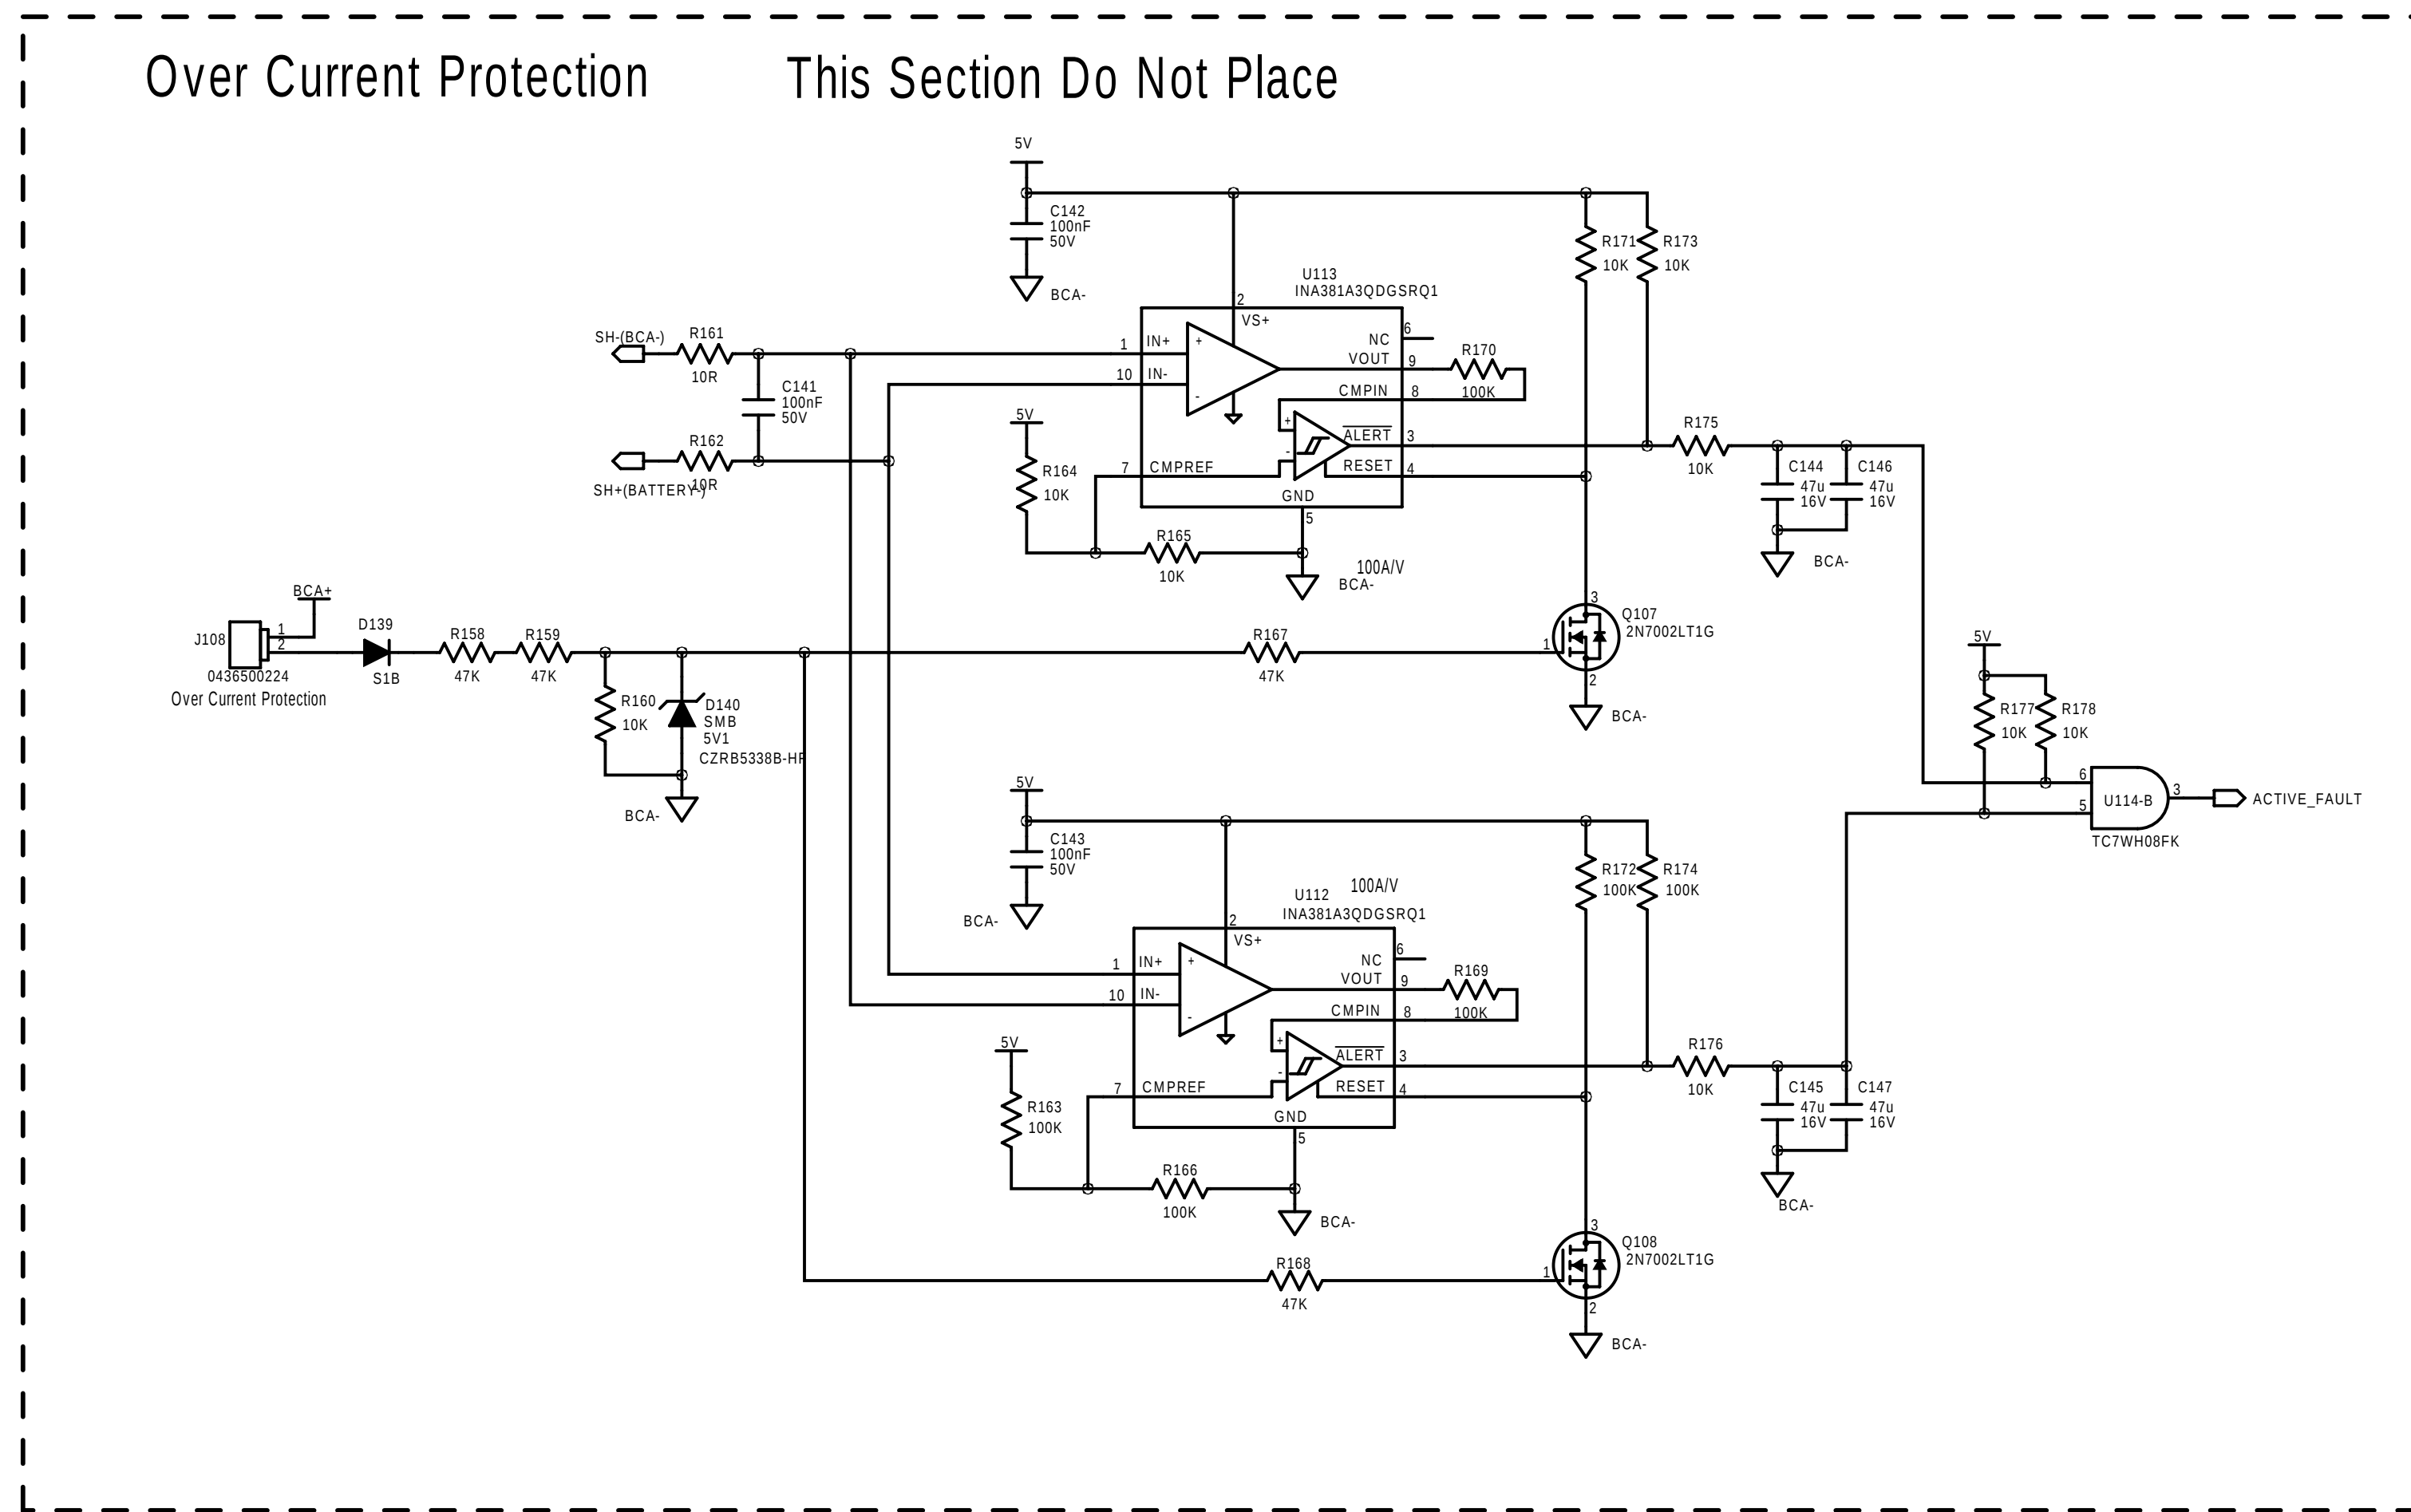 Over Current Protection
This Section Do Not Place
5V
C142
100nF
50V
BCA-
R171
10K
R173
10K
U113
INA381A3QDGSRQ1
2
VS+
SH-(BCA-)
R161
10R
1
IN+
10
IN-
+
-
NC
6
VOUT
9
R170
100K
CMPIN
8
C141
100nF
50V
5V
R162
10R
SH+(BATTERY-)
R164
10K
7
CMPREF
+
-
ALERT
3
RESET
4
GND
5
R175
10K
C144
47u
16V
C146
47u
16V
BCA-
R165
10K
100A/V
BCA-
BCA+
J108
1
2
0436500224
Over Current Protection
D139
S1B
R158
47K
R159
47K
R160
10K
D140
SMB
5V1
CZRB5338B-HF
BCA-
R167
47K
3
1
2
Q107
2N7002LT1G
BCA-
5V
R177
10K
R178
10K
6
5
U114-B
3
TC7WH08FK
ACTIVE_FAULT
5V
C143
100nF
50V
BCA-
R172
100K
R174
100K
100A/V
U112
INA381A3QDGSRQ1
2
VS+
1
IN+
10
IN-
+
-
NC
6
VOUT
9
R169
100K
CMPIN
8
5V
R163
100K
7
CMPREF
+
-
ALERT
3
RESET
4
GND
5
R176
10K
C145
47u
16V
C147
47u
16V
BCA-
R166
100K
BCA-
R168
47K
3
1
2
Q108
2N7002LT1G
BCA-